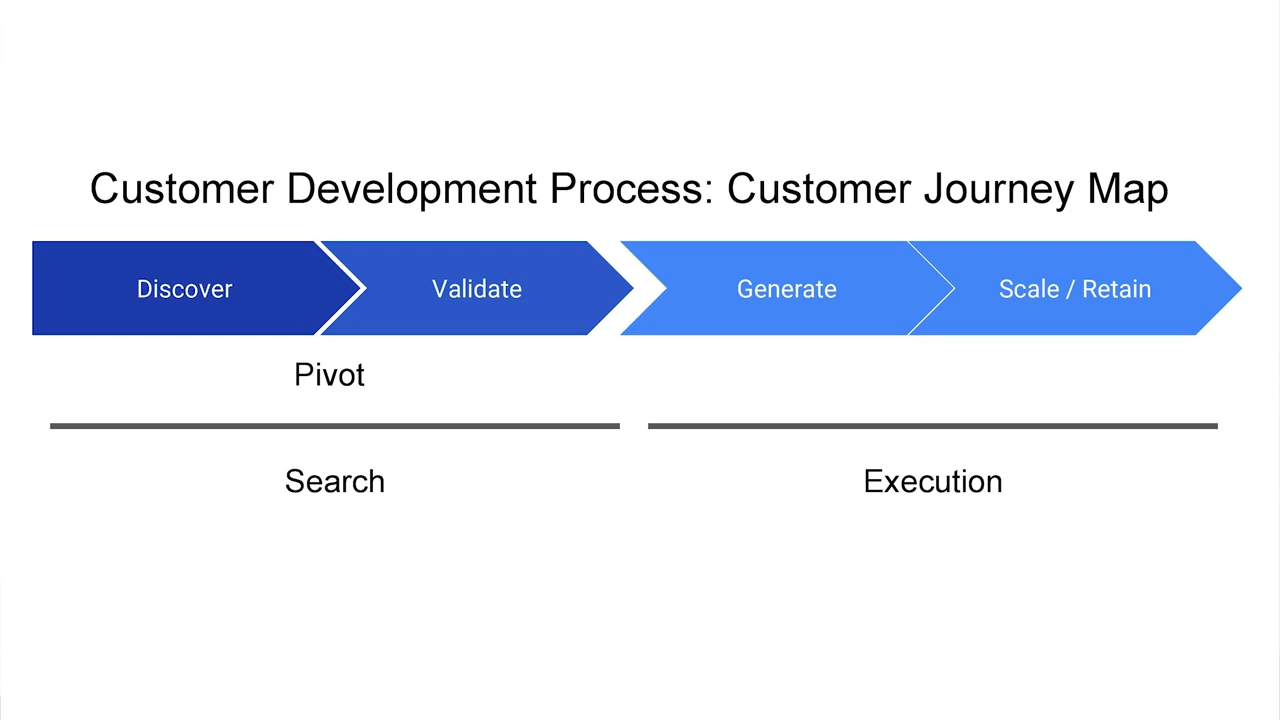 Customer Development Process: Customer Journey Map
Discover
Validate
Generate
Scale / Retain
Pivot
Search
Execution